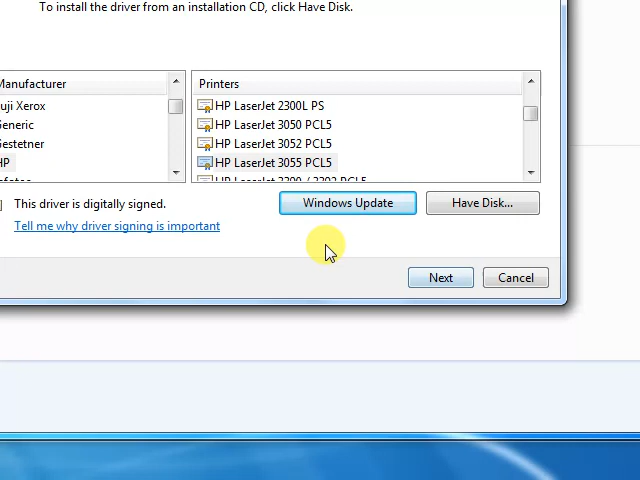 To install the driver from an installation CD, click Have Disk.
Manufacturer
Printers
uji Xerox
Generic
Gestetner
HP
HP LaserJet 2300L PS
HP LaserJet 3050 PCL5
HP LaserJet 3052 PCL5
HP LaserJet 3055 PCL5
This driver is digitally signed.
Windows Update
Have Disk...
Tell me why driver signing is important
Next
Cancel